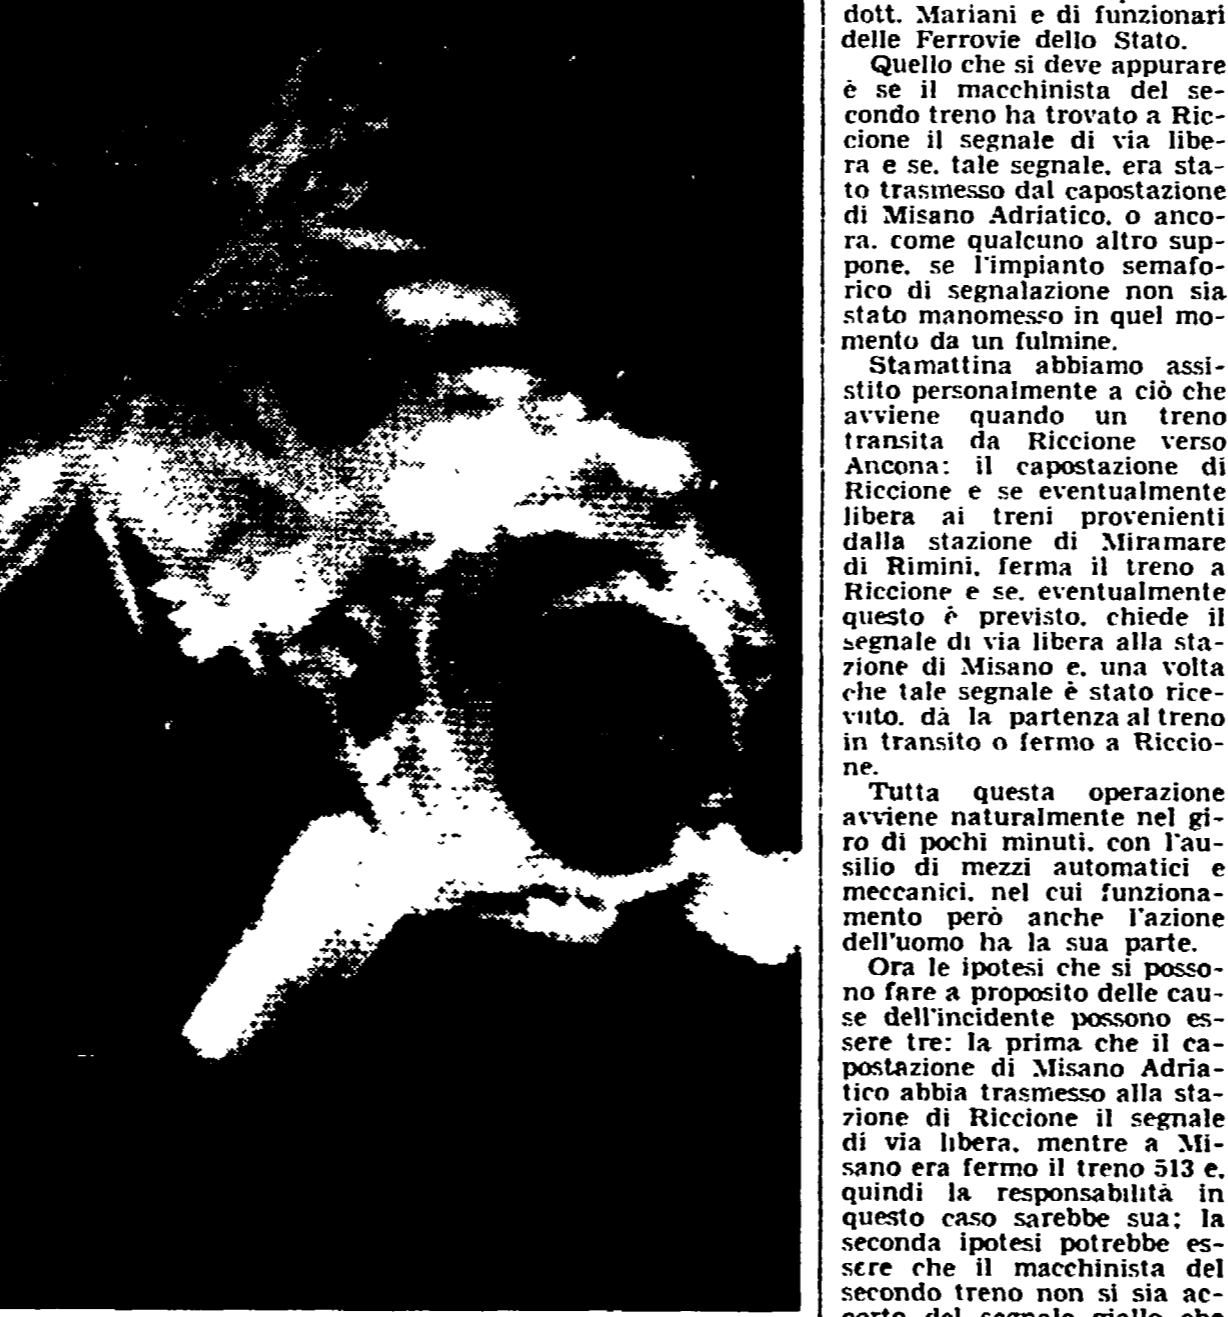 dott. Mariani e di funzionari
delle Ferrovie dello Stato.
Quello che si deve appurare
è se il macchinista del se-
condo treno ha trovato a Ric-
cione il segnale di via libe-
ra e se. tale segnale. era sta-
to trasmesso dal capostazione
di Misano Adriatico. o anco-
ra. come qualcuno altro sup-
pone. se l'impianto semafo-
rico di segnalazione non sia
stato manomesso in quel mo-
mento da un fulmine.
Stamattina abbiamo assi-
stito personalmente a ciò che
avviene quando un treno
transita da Riccione verso
Ancona: il capostazione di
Riccione e se eventualmente
libera ai treni provenienti
dalla stazione di Miramare
di Rimini. ferma il treno a
Riccione e se. eventualmente
questo è previsto. chiede il
segnale di via libera alla sta-
zione di Misano e. una volta
che tale segnale è stato rice-
vuto. dà la partenza al treno
in transito o fermo a Riccio-
ne.
Tutta questa operazione
avviene naturalmente nel gi-
ro di pochi minuti. con l'au-
silio di mezzi automatici e
meccanici. nel cui funziona-
mento però anche l'azione
dell'uomo ha la sua parte.
Ora le ipotesi che si posso-
no fare a proposito delle cau-
se dell'incidente possono es-
sere tre: la prima che il ca-
postazione di Misano Adria-
tico abbia trasmesso alla sta-
zione di Riccione il segnale
di via libera. mentre a Mi-
sano era fermo il treno 513 e.
quindi la responsabilità in
questo caso sarebbe sua; la
seconda ipotesi potrebbe es-
sere che il macchinista del
secondo treno non si sia ac-
corto del segnale giallo che